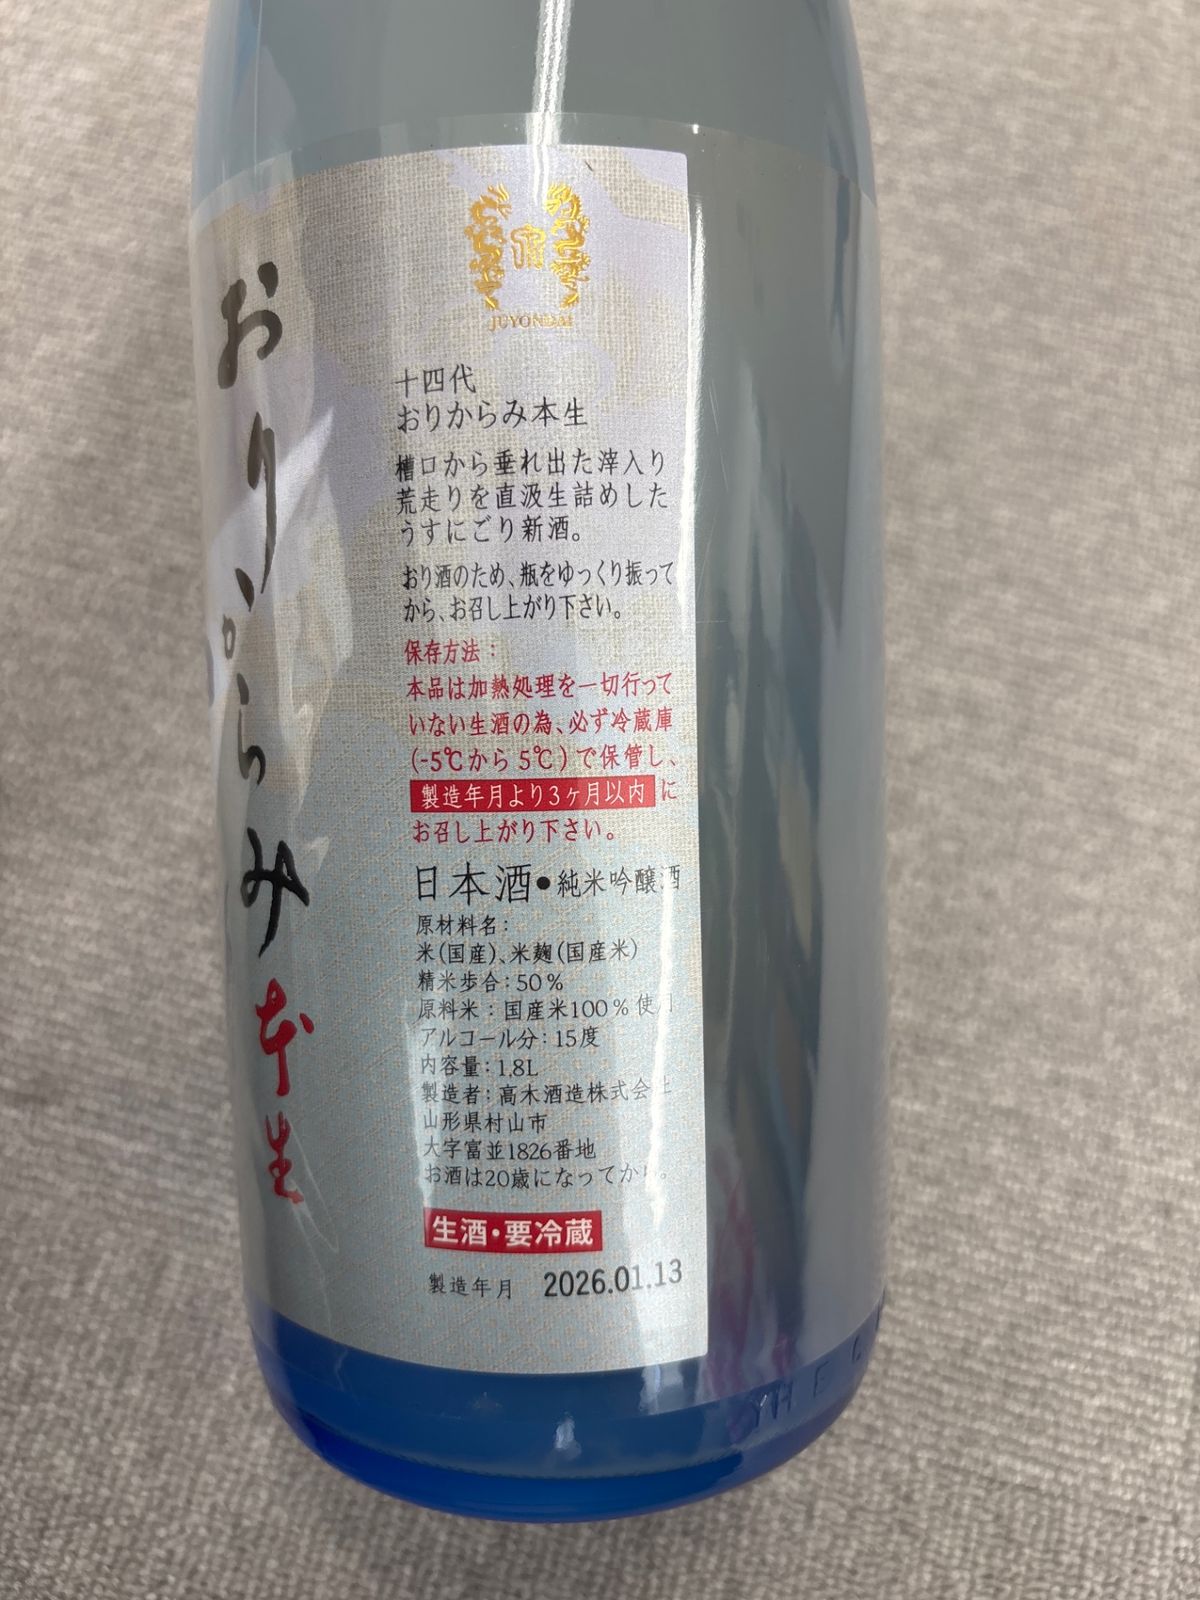 おりからみ本生
JUYONDAI
十四代
おりからみ本生
槽口から垂れ出た滓入り
荒走りを直汲生詰めした
うすにごり新酒。
おり酒のため、瓶をゆっくり振って
から、お召し上がり下さい。
保存方法：
本品は加熱処理を一切行って
いない生酒の為、必ず冷蔵庫
(-5℃から5℃)で保管し、
製造年月より3ヶ月以内に
お召し上がり下さい。
日本酒●純米吟醸酒
原材料名：
米(国産)、米麹(国産米)
精米歩合：50％
原料米：国産米100％使用
アルコール分：15度
内容量：1.8L
製造者：高木酒造株式会社
山形県村山市
大字富並1826番地
お酒は20歳になってから。
生酒・要冷蔵
製造年月 2026.01.13